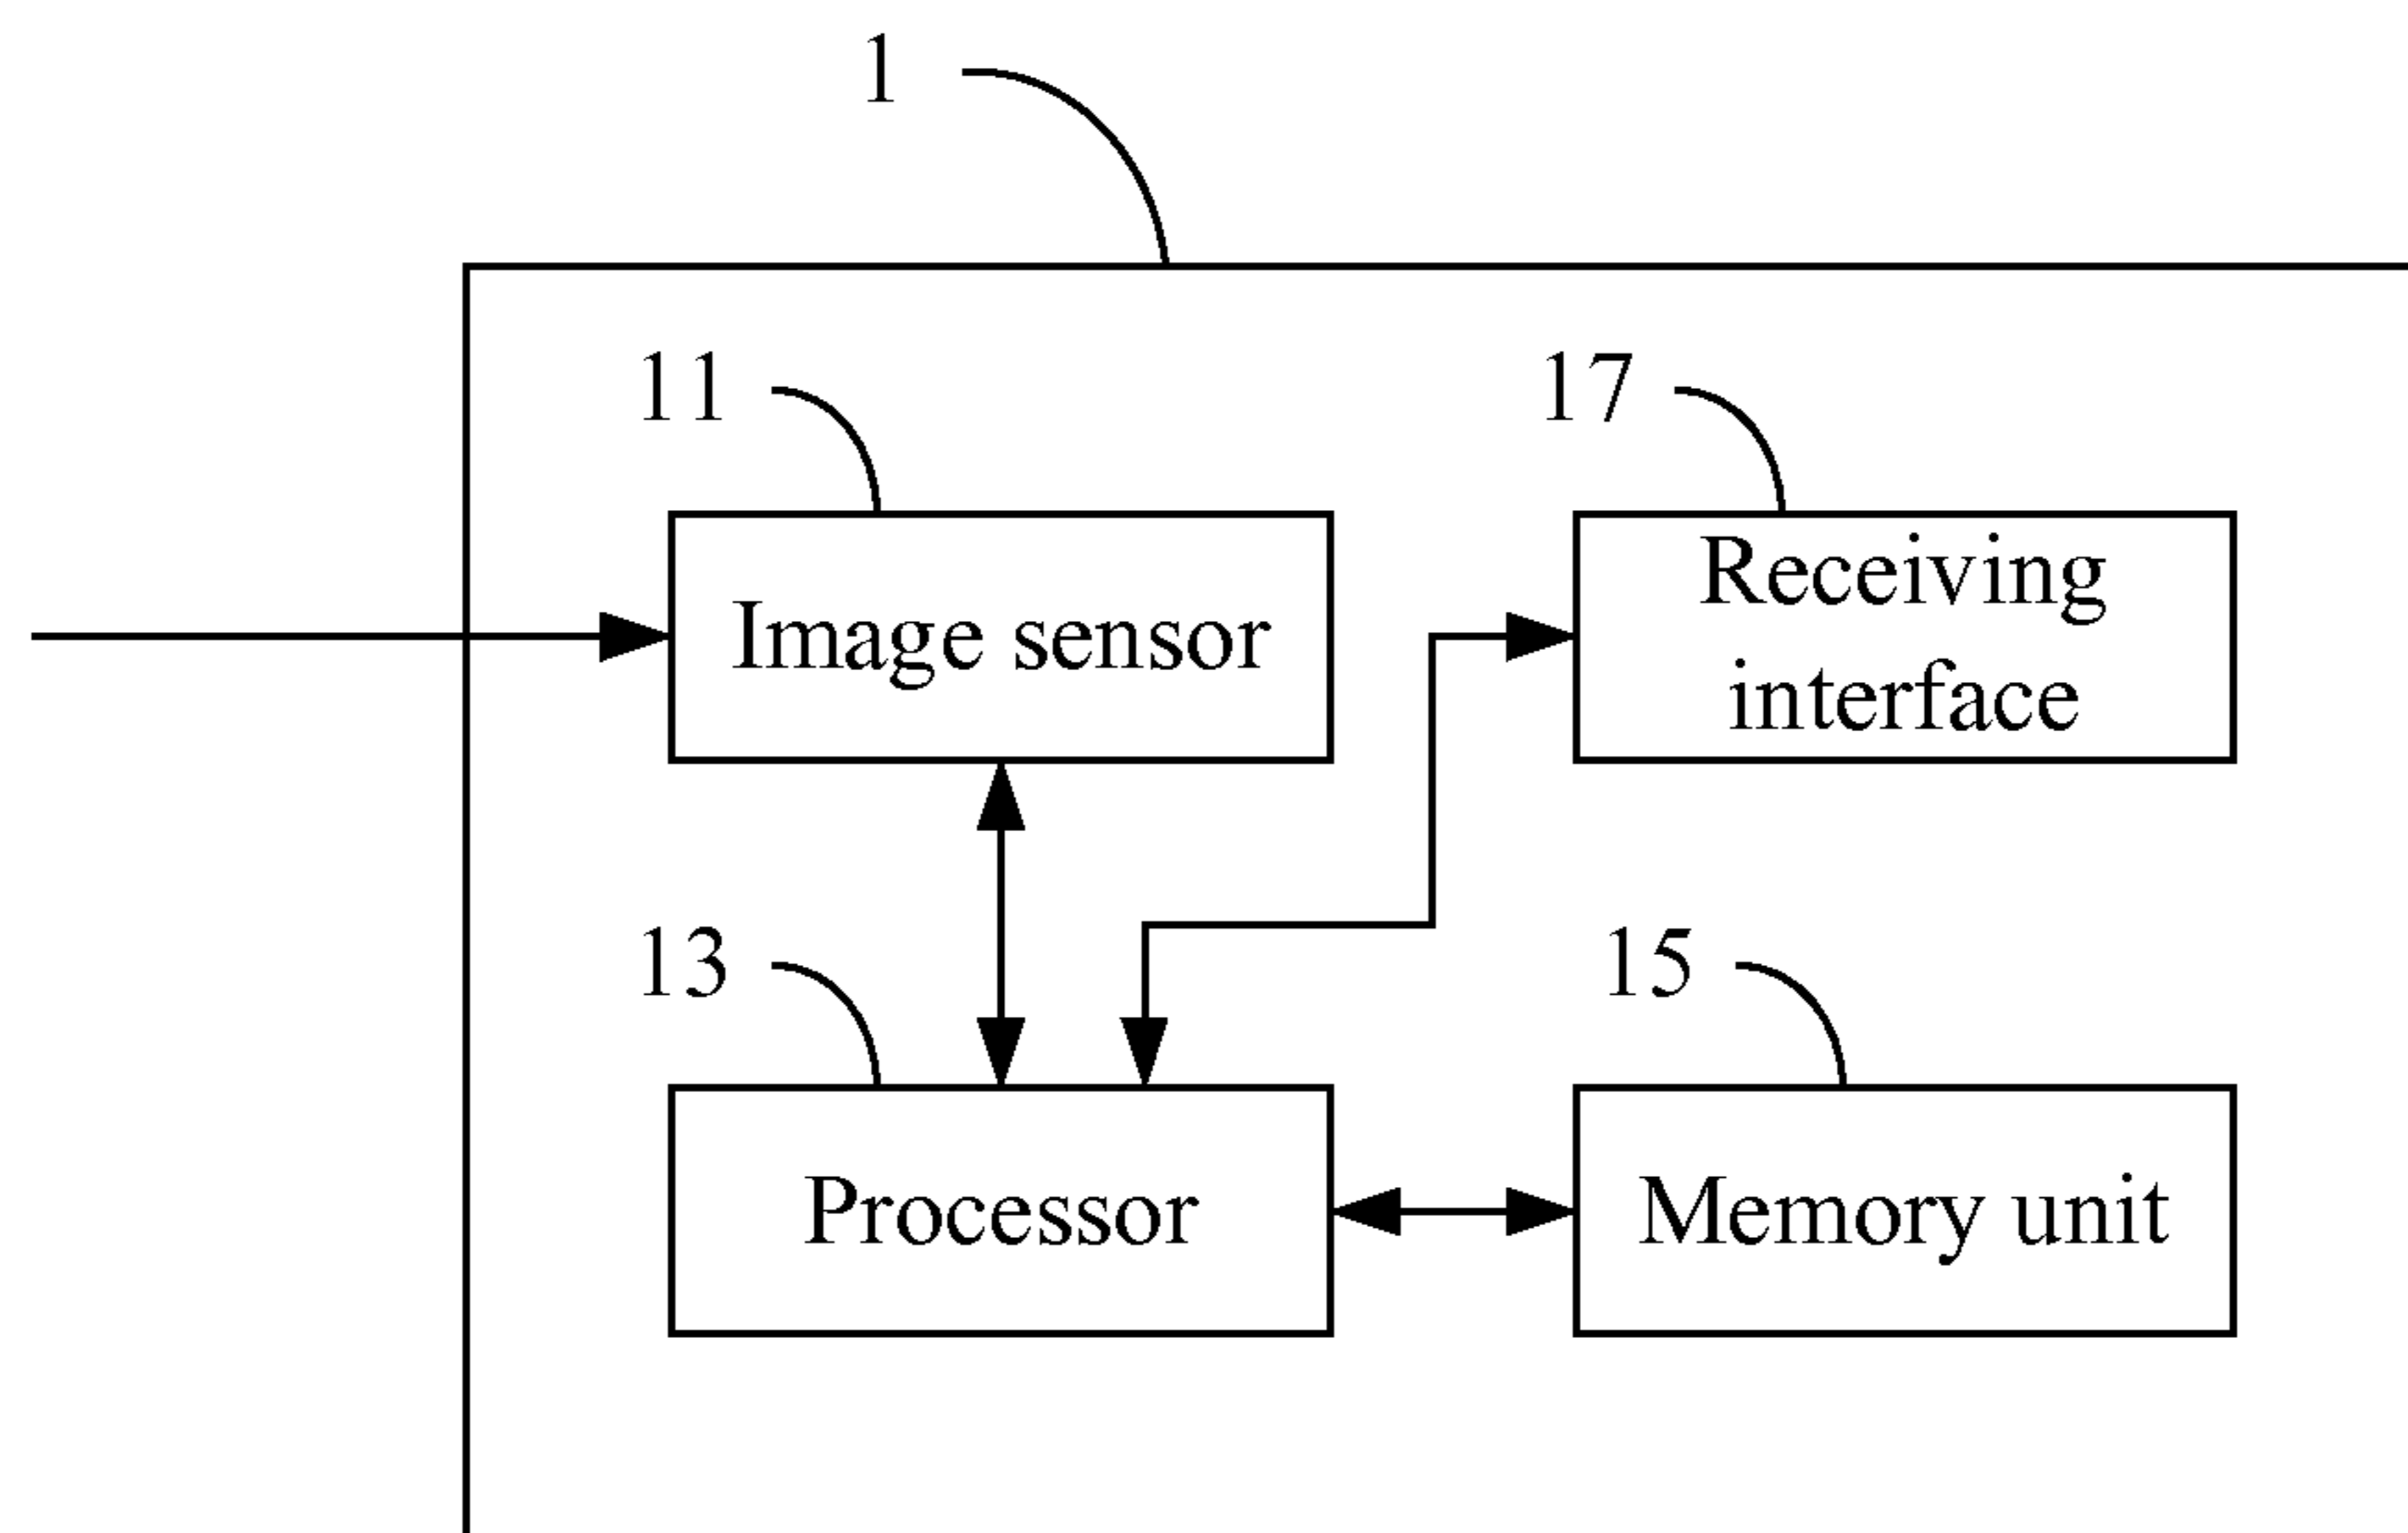 1
11
17
Image sensor
Receiving
interface
13
15
Processor
Memory unit